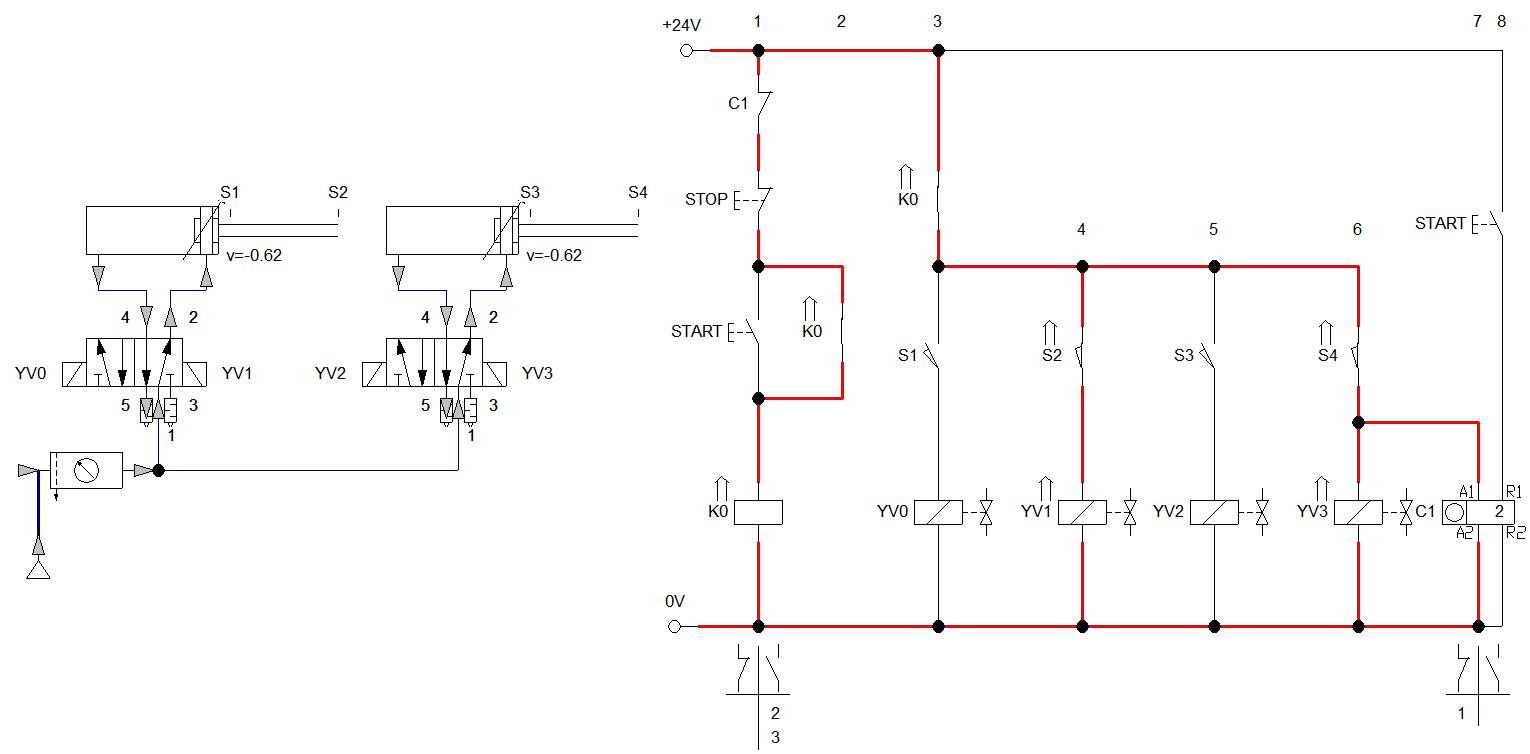 +24V 1 2 3 7 8
C1
S1 S2 S3 S4
STOP
K0
START
v=-0.62 v=-0.62
4 5 6
4 2 4 2
START K0
S1 S2 S3 S4
YV0 YV1 YV2 YV3
5 3 5 3
1 1
A1 R1
K0 YV0 YV1 YV2 YV3 C1 2
A2 R2
0V
2 1
3